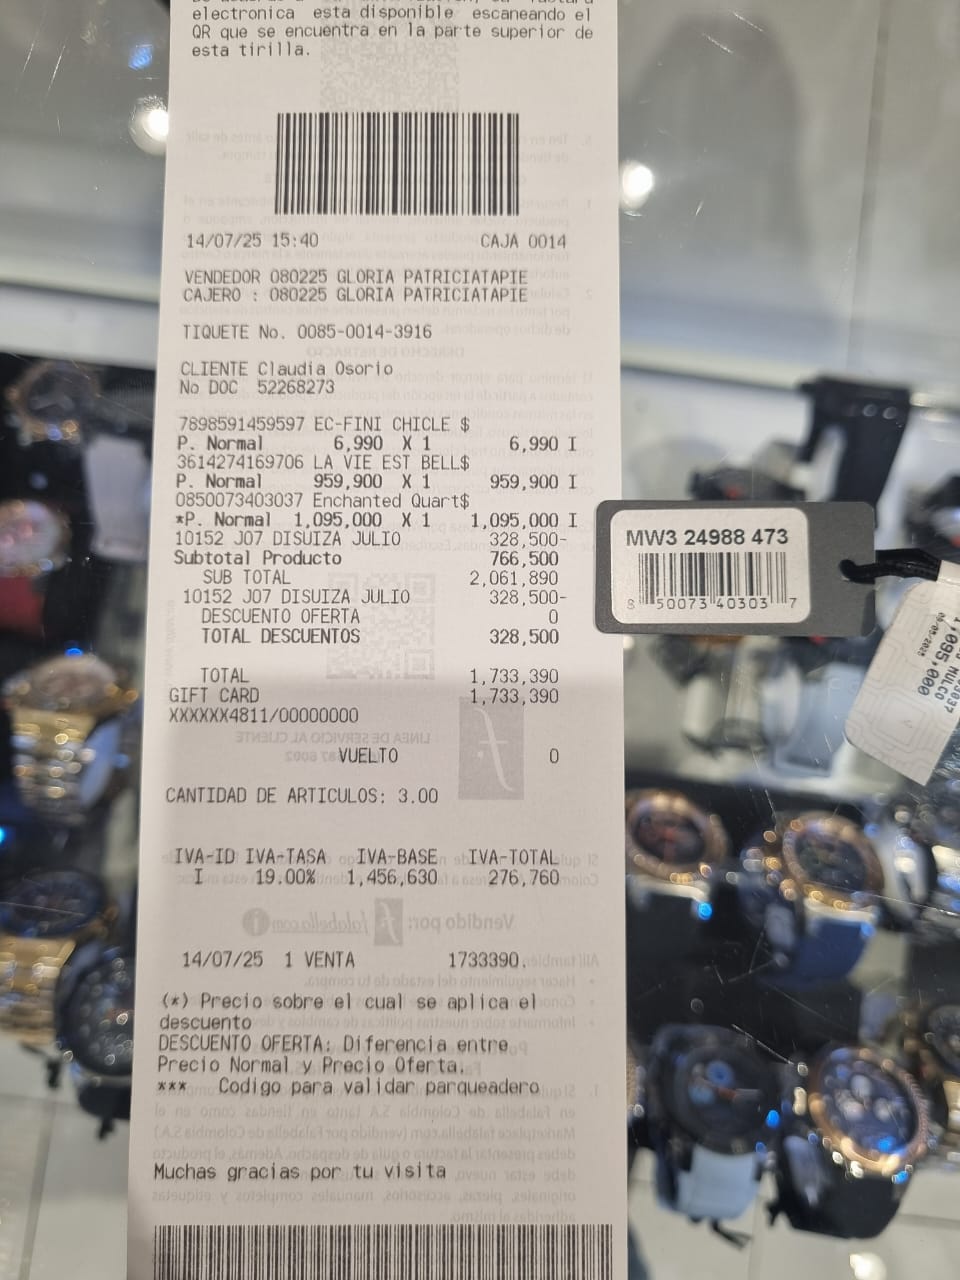 electronica esta disponible escaneando el
QR que se encuentra en la parte superior de
esta tirilla.
14/07/25 15:40 CAJA 0014
VENDEDOR 080225 GLORIA PATRICIATAPIE
CAJERO : 080225 GLORIA PATRICIATAPIE
TIQUETE No. 0085-0014-3916
CLIENTE Claudia Osorio
No DOC 52268273
7898591459597 EC-FINI CHICLE $
P. Normal 6,990 X 1 6,990 I
3614274169706 LA VIE EST BELL$
P. Normal 959,900 X 1 959,900 I
0850073403037 Enchanted Quart$
*P. Normal 1,095,000 X 1 1,095,000 I
10152 J07 DISUIZA JULIO 328,500-
Subtotal Producto 766,500
SUB TOTAL 2,061,890
10152 J07 DISUIZA JULIO 328,500-
DESCUENTO OFERTA 0
TOTAL DESCUENTOS 328,500
TOTAL 1,733,390
GIFT CARD 1,733,390
XXXXXX4811/00000000
VUELTO 0
CANTIDAD DE ARTICULOS: 3.00
IVA-ID IVA-TASA IVA-BASE IVA-TOTAL
I 19.00% 1,456,630 276,760
14/07/25 1 VENTA 1733390.
(*) Precio sobre el cual se aplica el
descuento
DESCUENTO OFERTA: Diferencia entre
Precio Normal y Precio Oferta.
*** Codigo para validar parqueadero
Muchas gracias por tu visita
MW3 24988 473
8 50073 40303 7
1,095,000